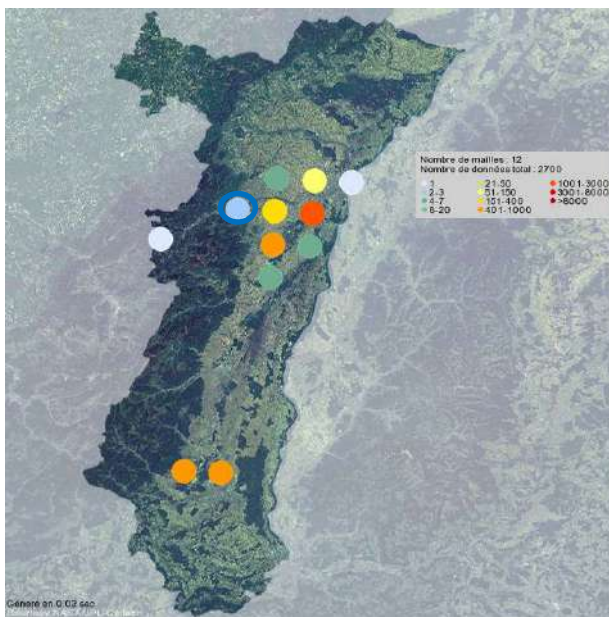 Nombre de mailles : 12
Nombre de données total : 2700
1 21-50 1001-3000
2-3 51-150 3001-8000
4-7 151-400 >8000
8-20 401-1000
Généré en 0.02 sec